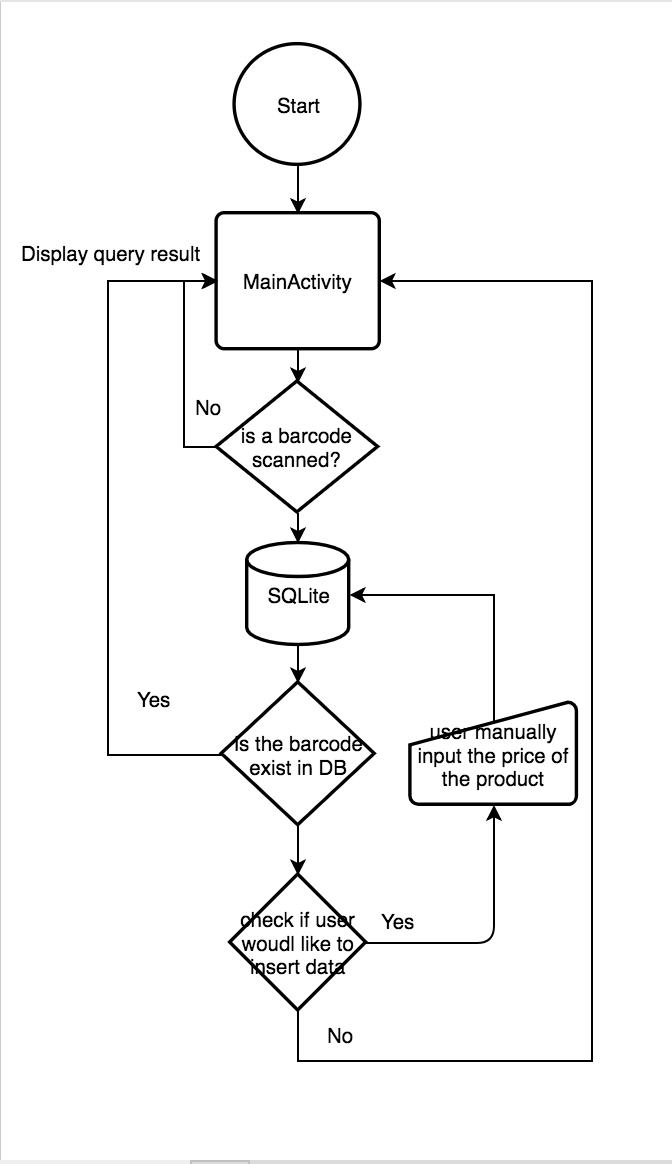 Start
Display query result
MainActivity
No
is a barcode
scanned?
SQLite
Yes
is the barcode
exist in DB
user manually
input the price of
the product
check if user
woudl like to
insert data
Yes
No